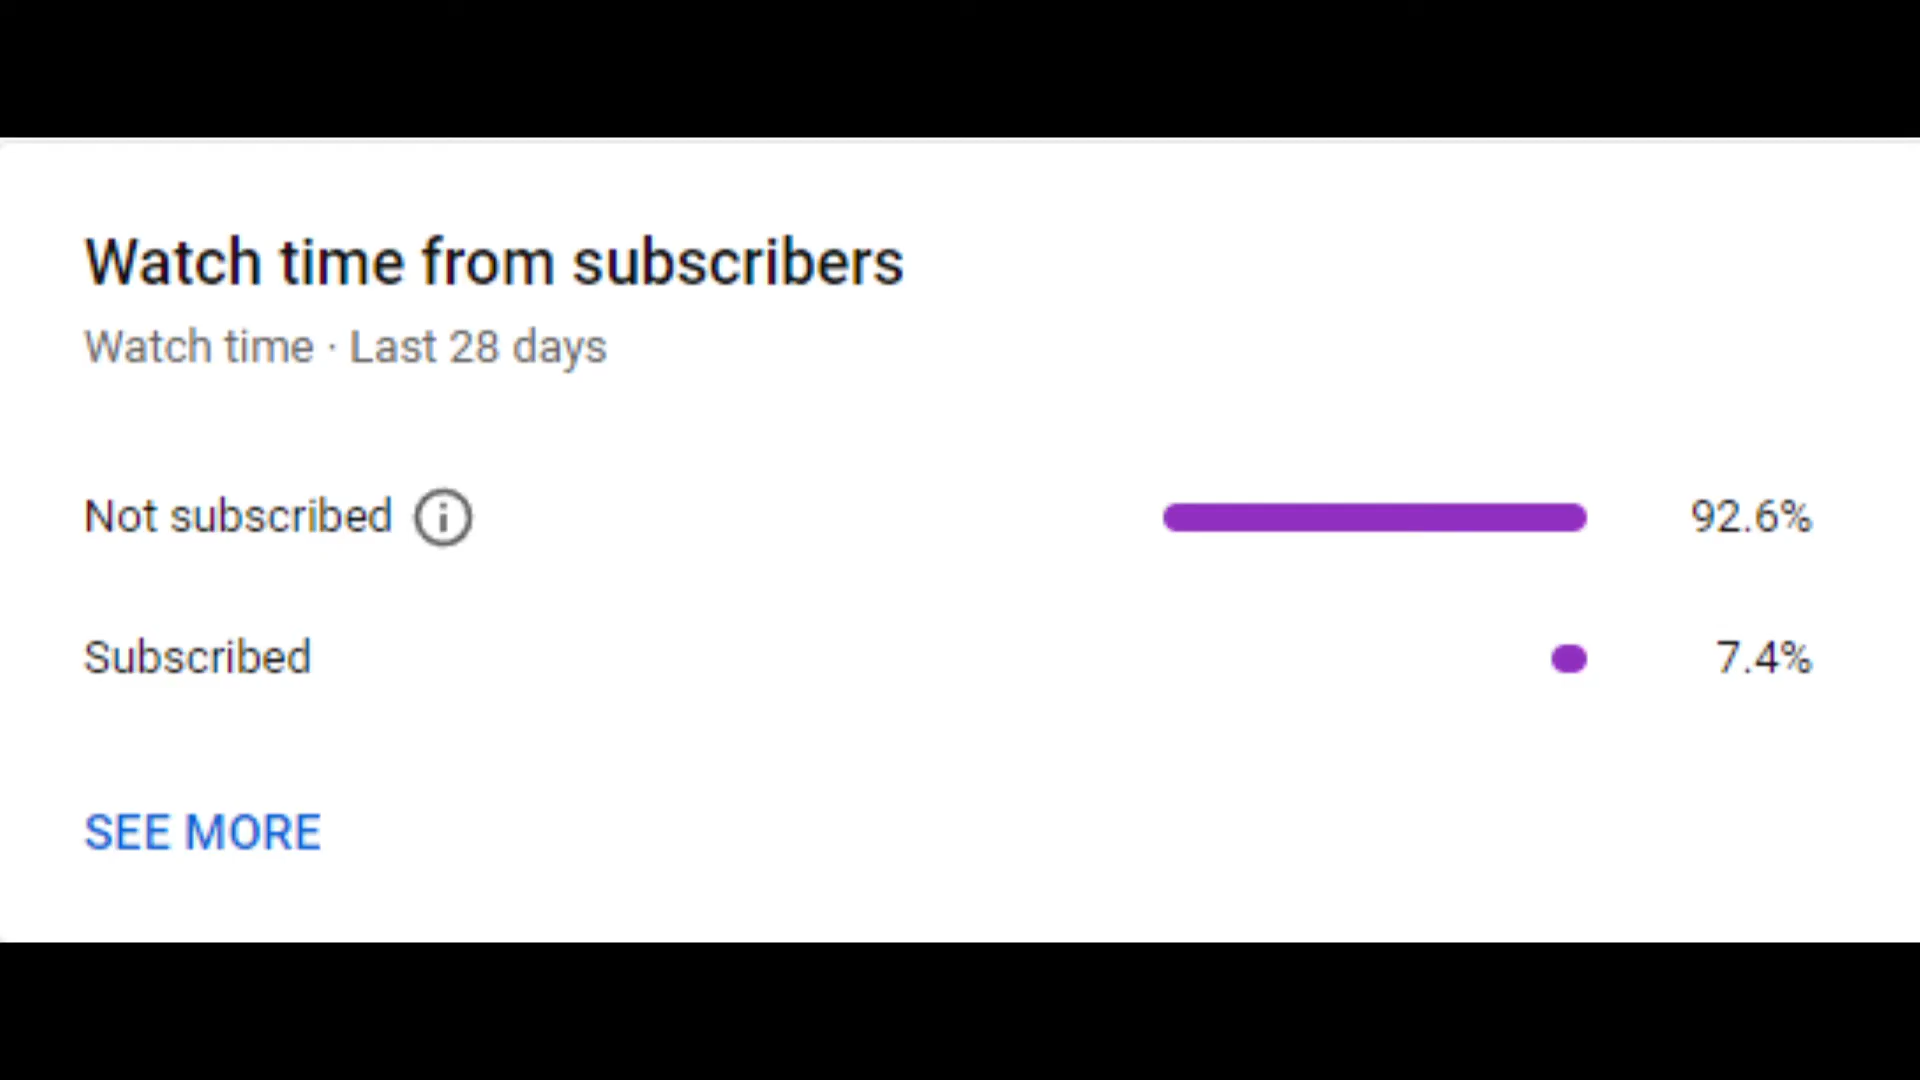 Watch time from subscribers
Watch time · Last 28 days
Not subscribed 92.6%
Subscribed 7.4%
SEE MORE